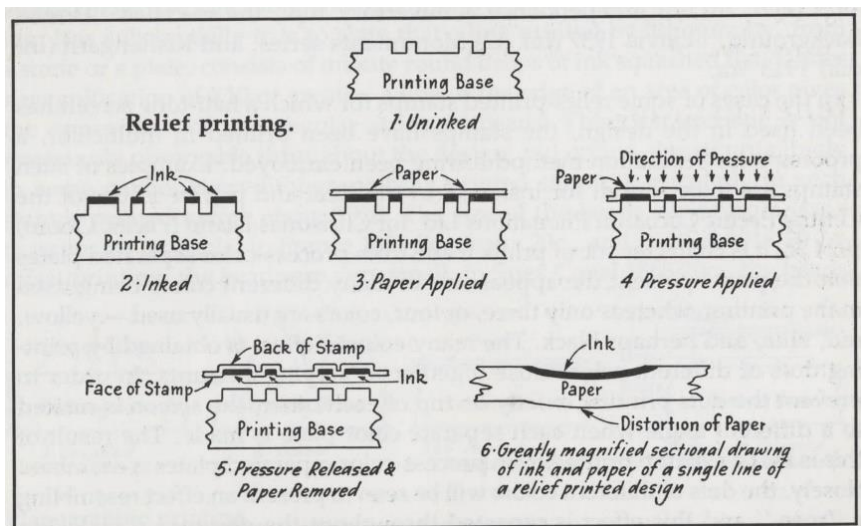 Printing Base
Relief printing.
1·Uninked
Ink
Printing Base
2·Inked
Paper
Printing Base
3·Paper Applied
Direction of Pressure
Paper
Printing Base
4·Pressure Applied
Back of Stamp
Face of Stamp
Ink
Printing Base
5·Pressure Released &
Paper Removed
Ink
Paper
Distortion of Paper
6·Greatly magnified sectional drawing
of ink and paper of a single line of
a relief printed design